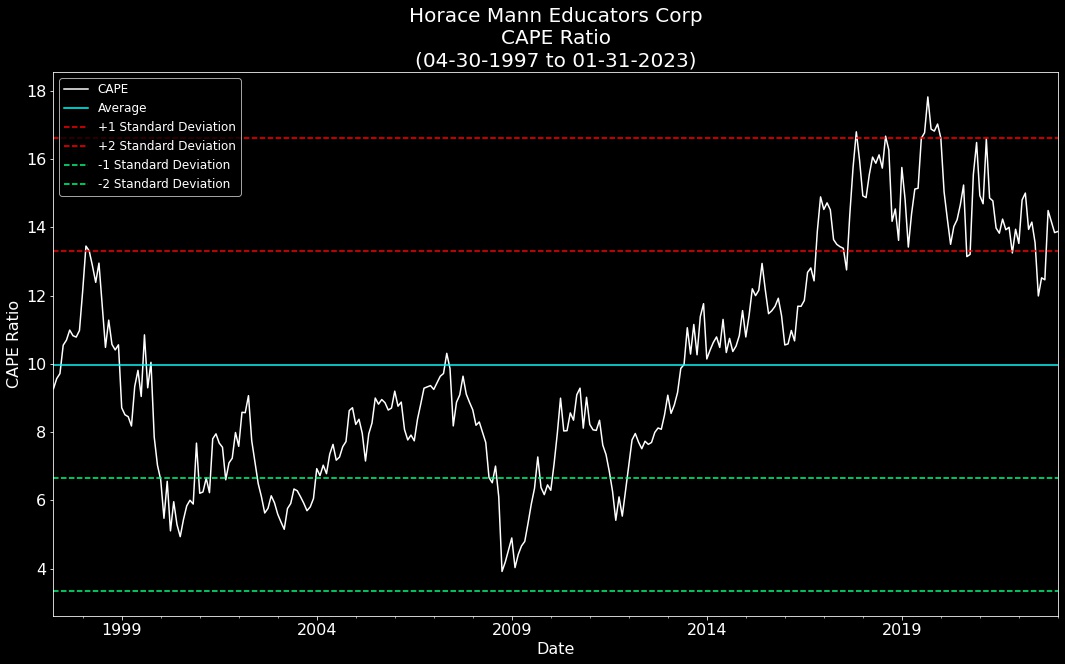 Horace Mann Educators Corp
CAPE Ratio
(04-30-1997 to 01-31-2023)
CAPE
Average
+1 Standard Deviation
+2 Standard Deviation
-1 Standard Deviation
-2 Standard Deviation
CAPE Ratio
18
16
14
12
10
8
6
4
1999
2004
2009
2014
2019
Date